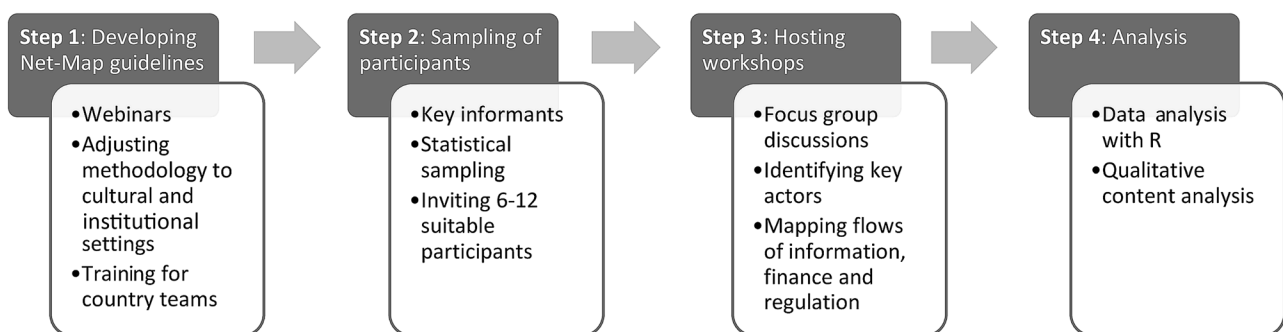 Step 1: Developing
Net-Map guidelines
•Webinars
•Adjusting
methodology to
cultural and
institutional
settings
•Training for
country teams
Step 2: Sampling of
participants
•Key informants
•Statistical
sampling
•Inviting 6-12
suitable
participants
Step 3: Hosting
workshops
•Focus group
discussions
•Identifying key
actors
•Mapping flows
of information,
finance and
regulation
Step 4: Analysis
•Data analysis
with R
•Qualitative
content analysis